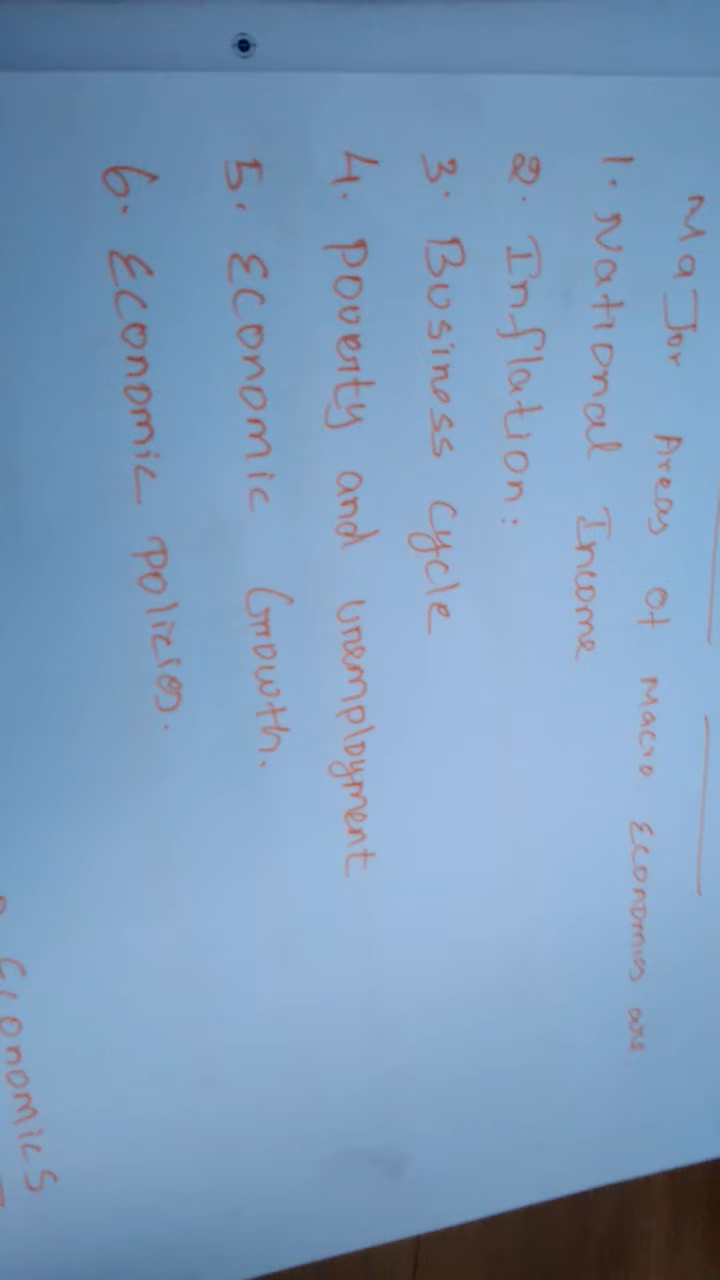 Major Areas of Macro Economics are.
1. National Income
2. Inflation:
3. Business cycle
4. Poverty and Unemployment
5. Economic Growth.
6. Economic policies.
Economics